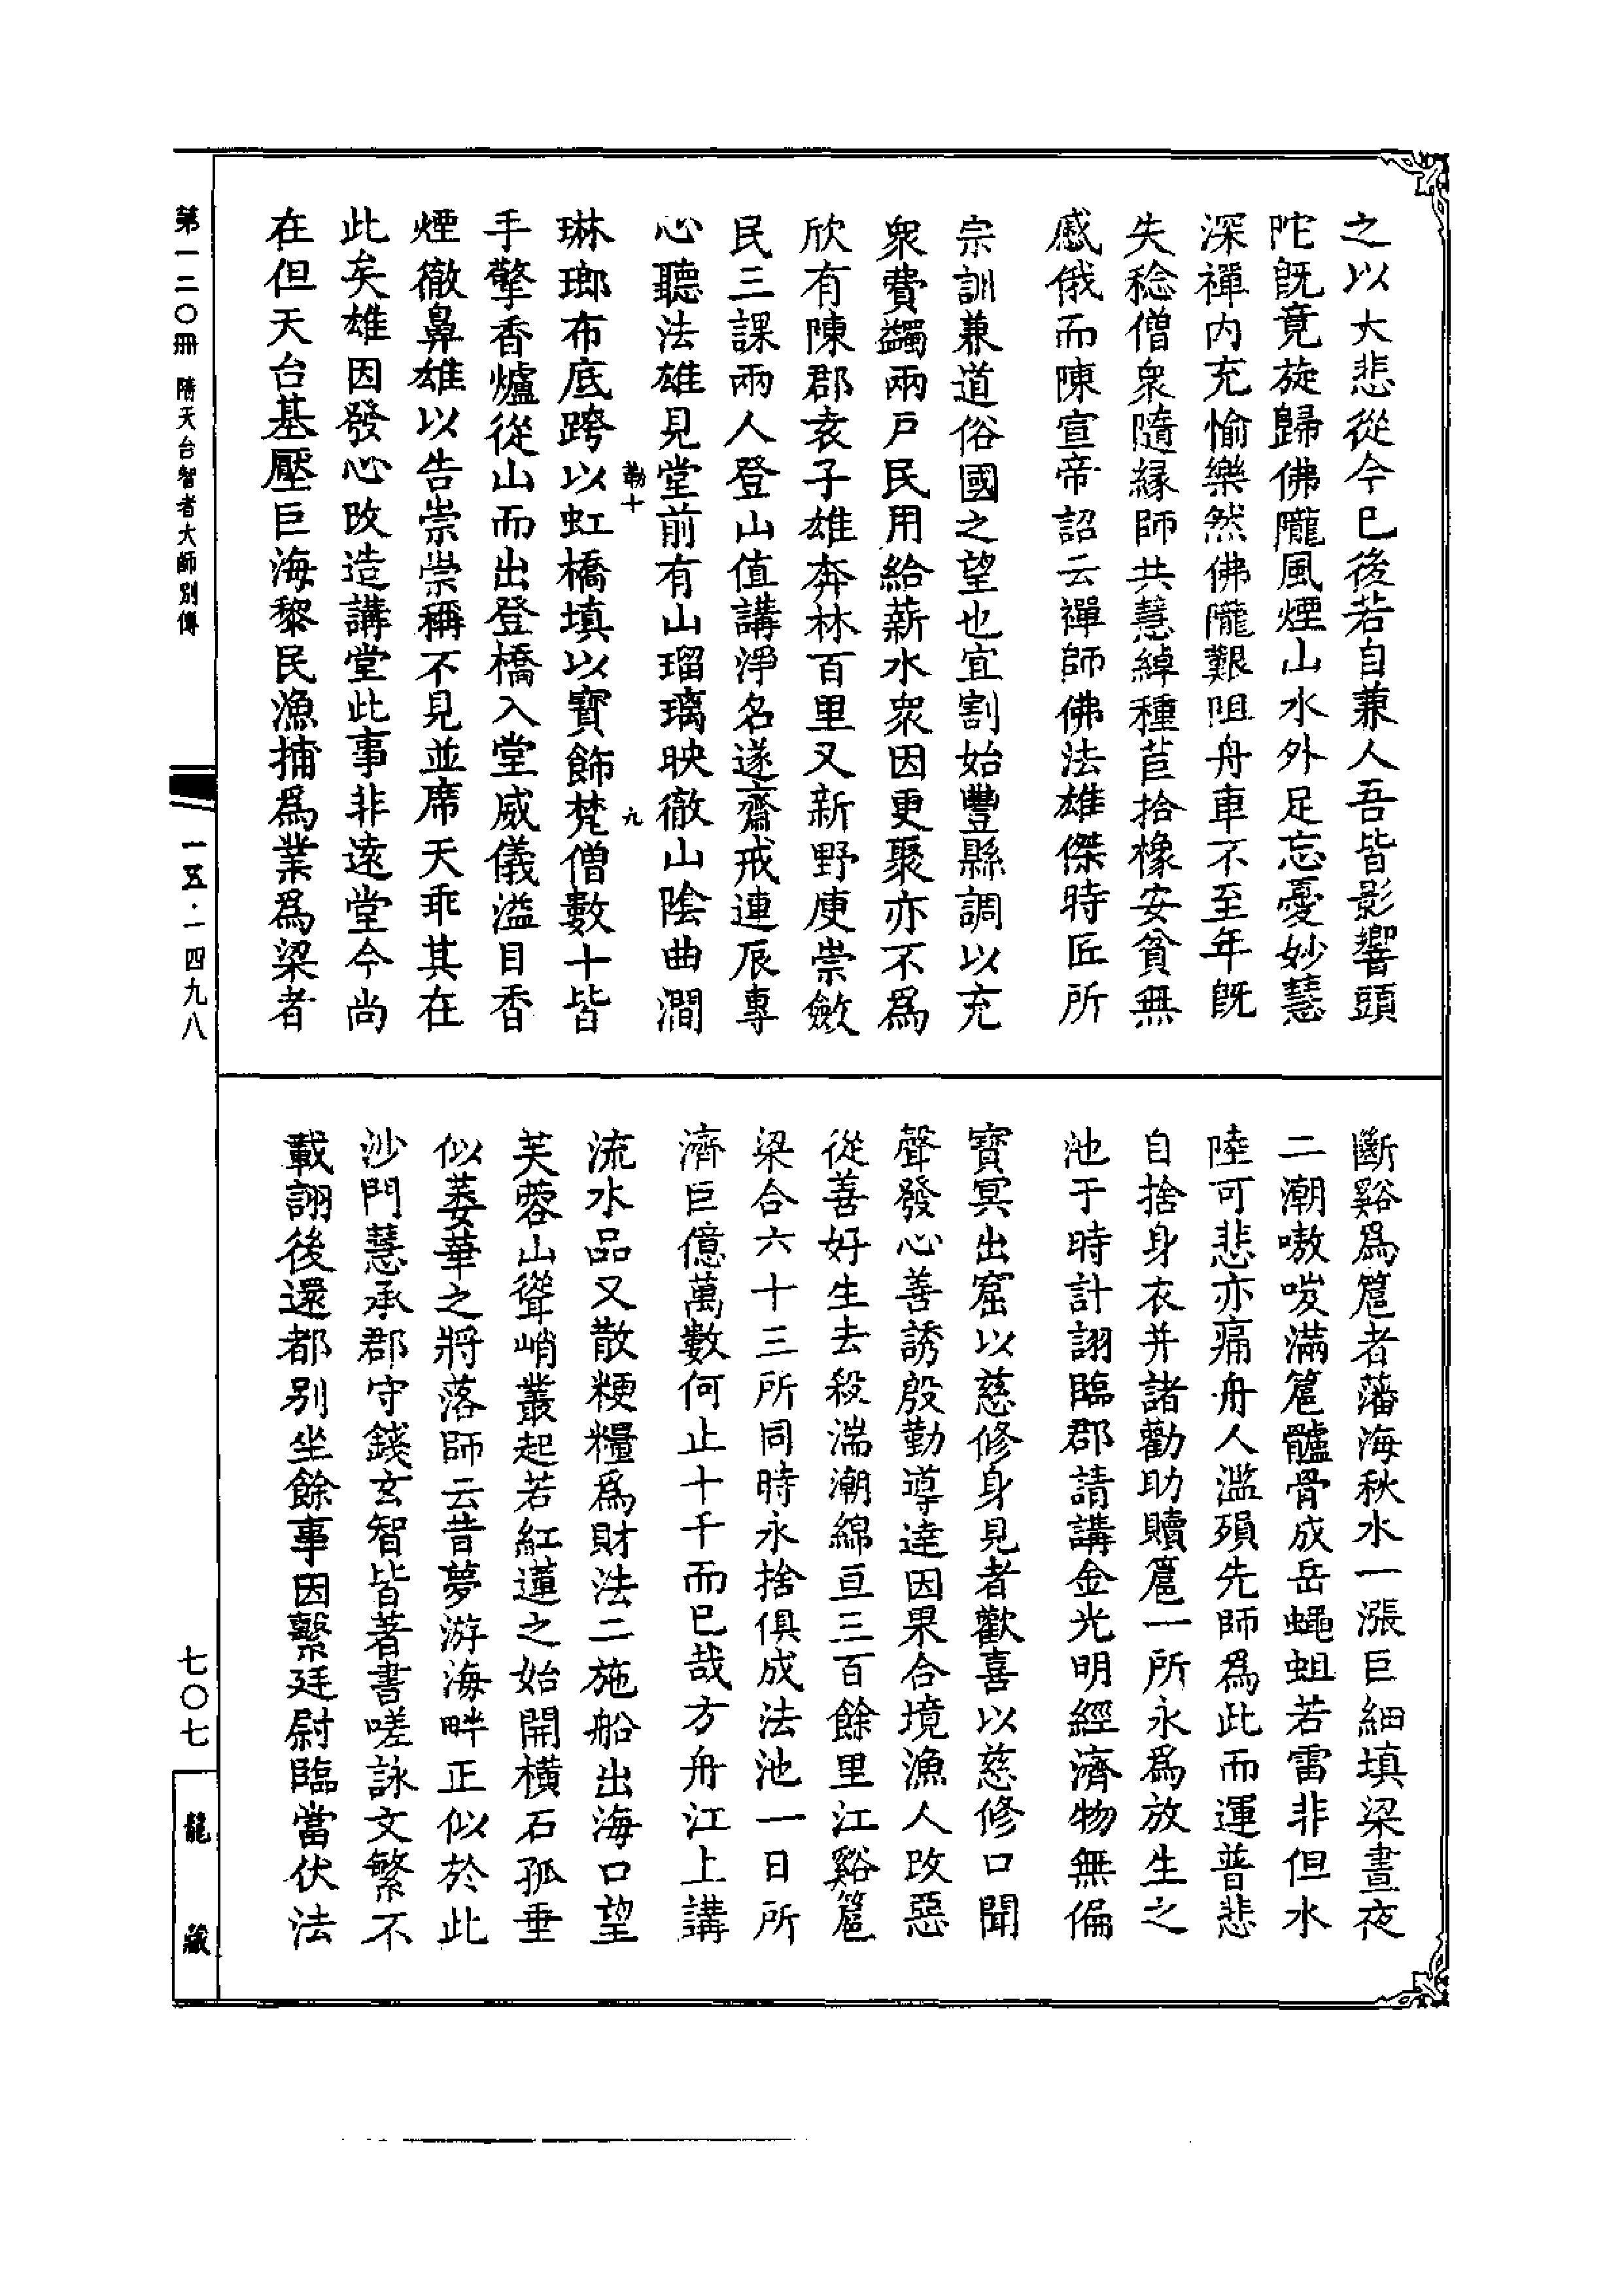 之以大悲從今已後若自兼人吾皆影響頭
陀旣竟旋歸佛隴風煙山水外足忘憂妙慧
深禪內充愉樂然佛隴艱阻舟車不至年旣
失稔僧衆隨緣師共慧綽種苣拾橡安貧無
慼俄而陳宣帝詔云禪師佛法雄傑時匠所
宗訓兼道俗國之望也宜割始豐縣調以充
衆費蠲兩戶民用給薪水衆因更聚亦不爲
欣有陳郡袁子雄奔林百里又新野庾崇斂
民三課兩人登山值講淨名遂齋戒連辰專
心聽法雄見堂前有山瑠璃映徹山陰曲澗
勒十 九
琳瑯布底跨以虹橋填以寶飾梵僧數十皆
手擎香爐從山而出登橋入堂威儀溢目香
煙徹鼻雄以告崇崇稱不見並席天乖其在
此矣雄因發心改造講堂此事非遠堂今尚
在但天台基壓巨海黎民漁捕爲業爲梁者
斷谿爲簄者藩海秋水一漲巨細填梁晝夜
二潮嗷㗀滿簄髗骨成岳蠅蛆若雷非但水
陸可悲亦痛舟人濫殞先師爲此而運普悲
自捨身衣并諸勸助贖簄一所永爲放生之
池于時計詡臨郡請講金光明經濟物無偏
寶冥出窟以慈修身見者歡喜以慈修口聞
聲發心善誘殷勤導達因果合境漁人改惡
從善好生去殺湍潮綿亘三百餘里江谿簄
梁合六十三所同時永捨俱成法池一日所
濟巨億萬數何止十千而已哉方舟江上講
流水品又散粳糧爲財法二施船出海口望
芙蓉山聳峭叢起若紅蓮之始開橫石孤垂
似萎華之將落師云昔夢游海畔正似於此
沙門慧承郡守錢玄智皆著書嗟詠文繁不
載詡後還都別坐餘事因繫廷尉臨當伏法
第一二〇冊 隋天台智者大師別傳
一五·一四九八
七〇七
龍藏